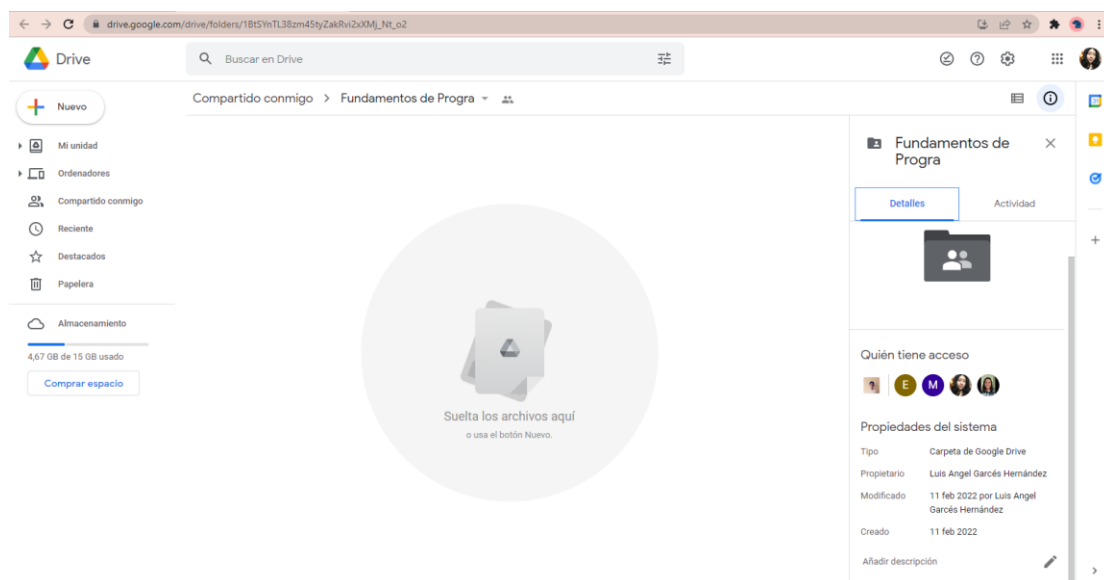 drive.google.com/drive/folders/1BtSYnTL38zm45tyZakRvi2xXMj_Nt_o2
Drive
Buscar en Drive
Nuevo
Compartido conmigo > Fundamentos de Progra
Mi unidad
Ordenadores
Compartido conmigo
Reciente
Destacados
Papelera
Almacenamiento
4,67 GB de 15 GB usado
Comprar espacio
Suelta los archivos aquí
o usa el botón Nuevo.
Fundamentos de
Progra
Detalles Actividad
Quién tiene acceso
? E M
Propiedades del sistema
Tipo Carpeta de Google Drive
Propietario Luis Angel Garcés Hernández
Modificado 11 feb 2022 por Luis Angel
Garcés Hernández
Creado 11 feb 2022
Añadir descripción